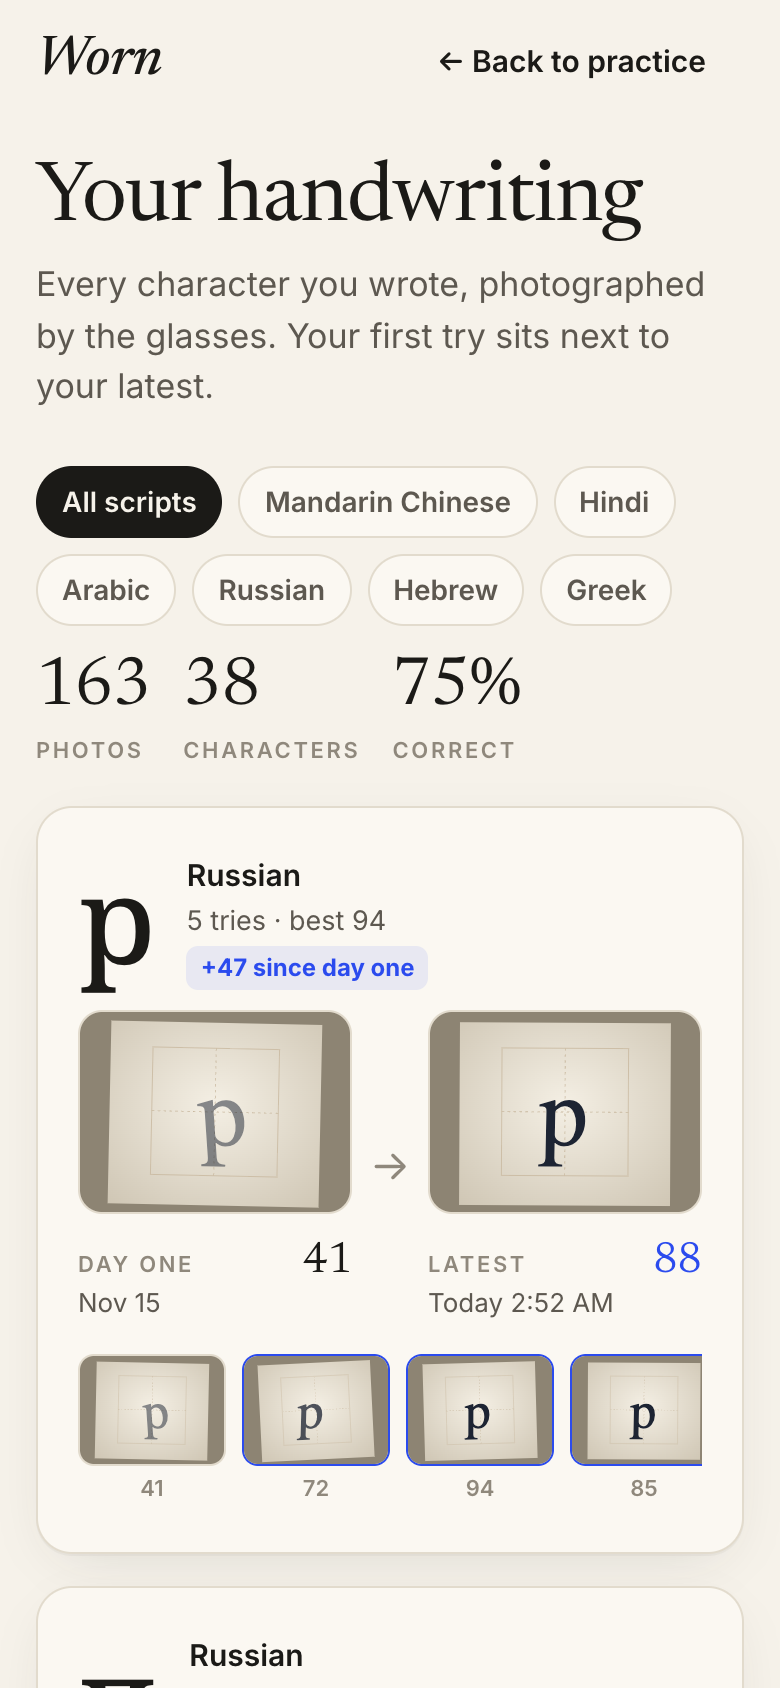 Worn
← Back to practice
Your handwriting
Every character you wrote, photographed
by the glasses. Your first try sits next to
your latest.
All scripts
Mandarin Chinese
Hindi
Arabic
Russian
Hebrew
Greek
163
38
75%
PHOTOS
CHARACTERS
CORRECT
р
Russian
5 tries · best 94
+47 since day one
р
→
р
DAY ONE
41
LATEST
88
Nov 15
Today 2:52 AM
р
р
р
р
41
72
94
85
Russian